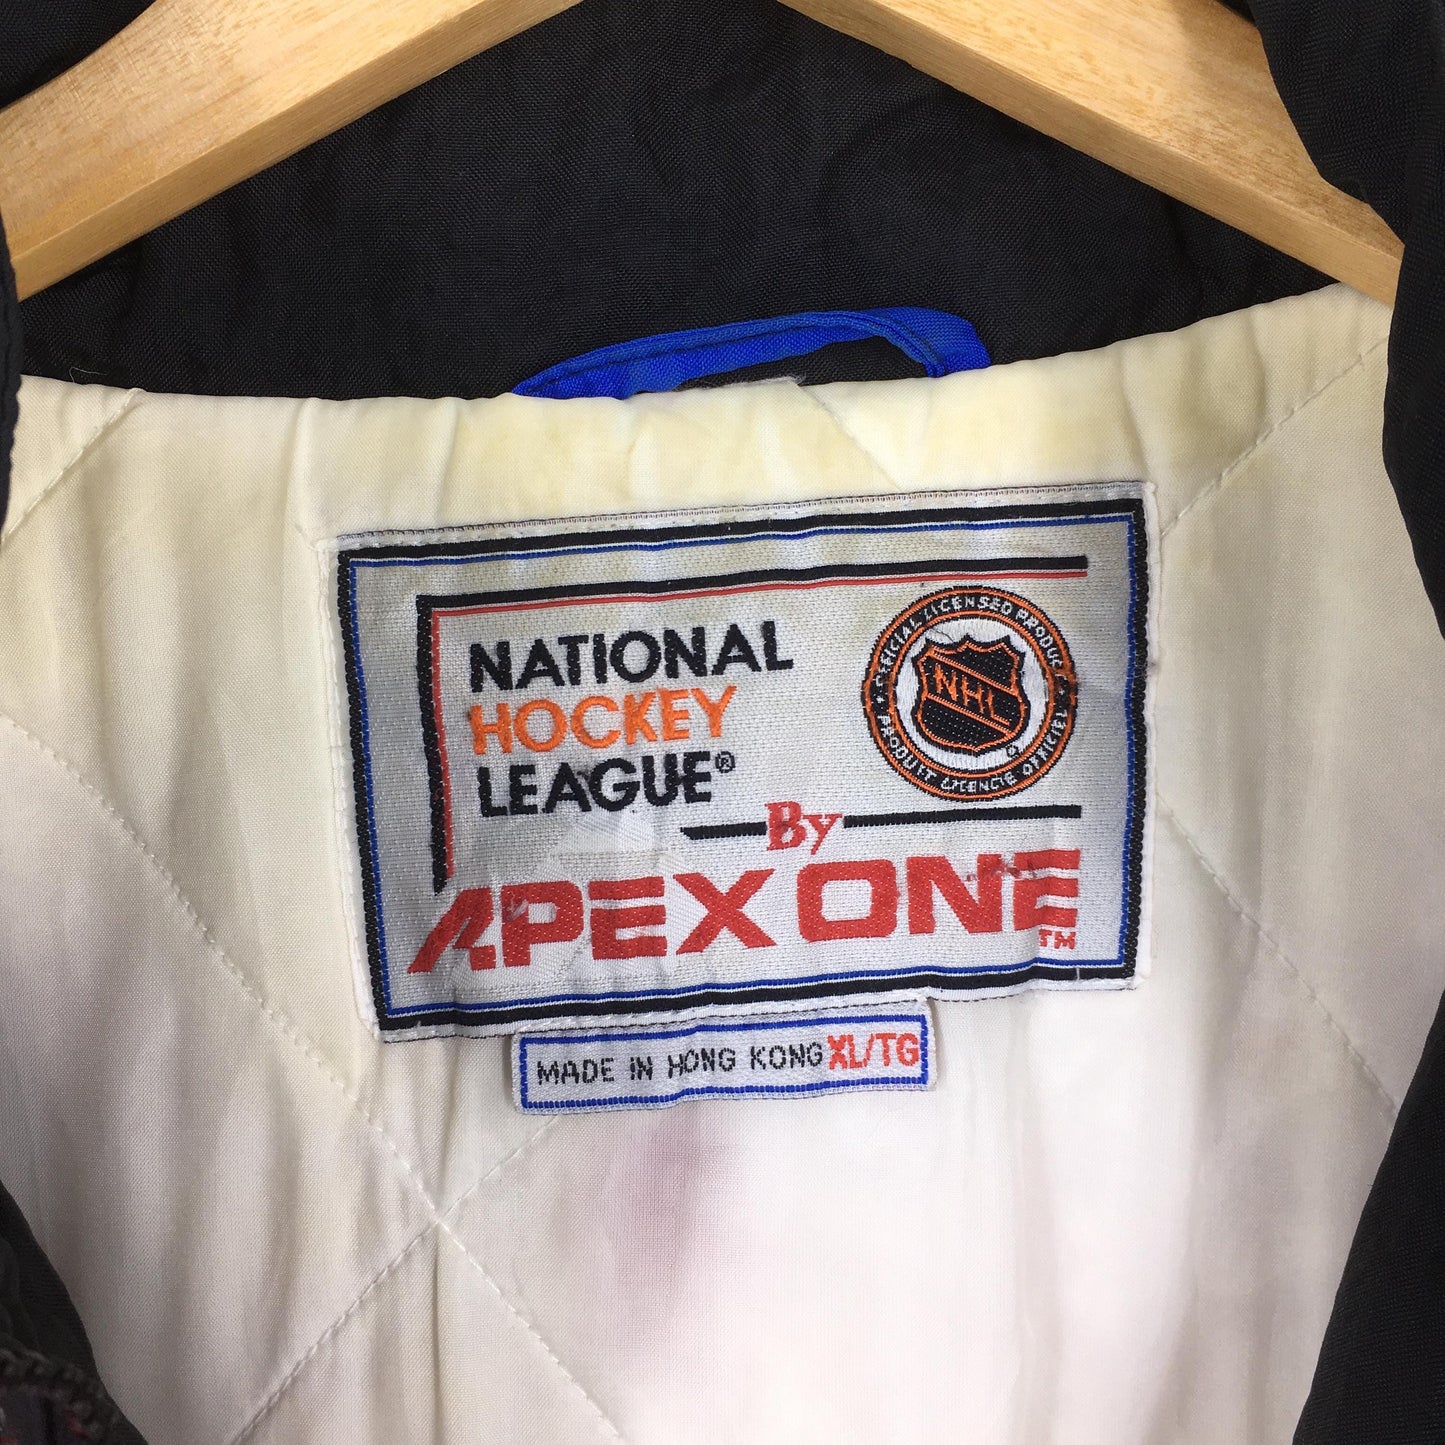 NATIONAL
HOCKEY
LEAGUE®
OFFICIAL LICENSED PRODUCT
NHL
®
PRODUIT LICENCIE OFFICIEL
By
APEX ONE
TM
MADE IN HONG KONG XL/TG